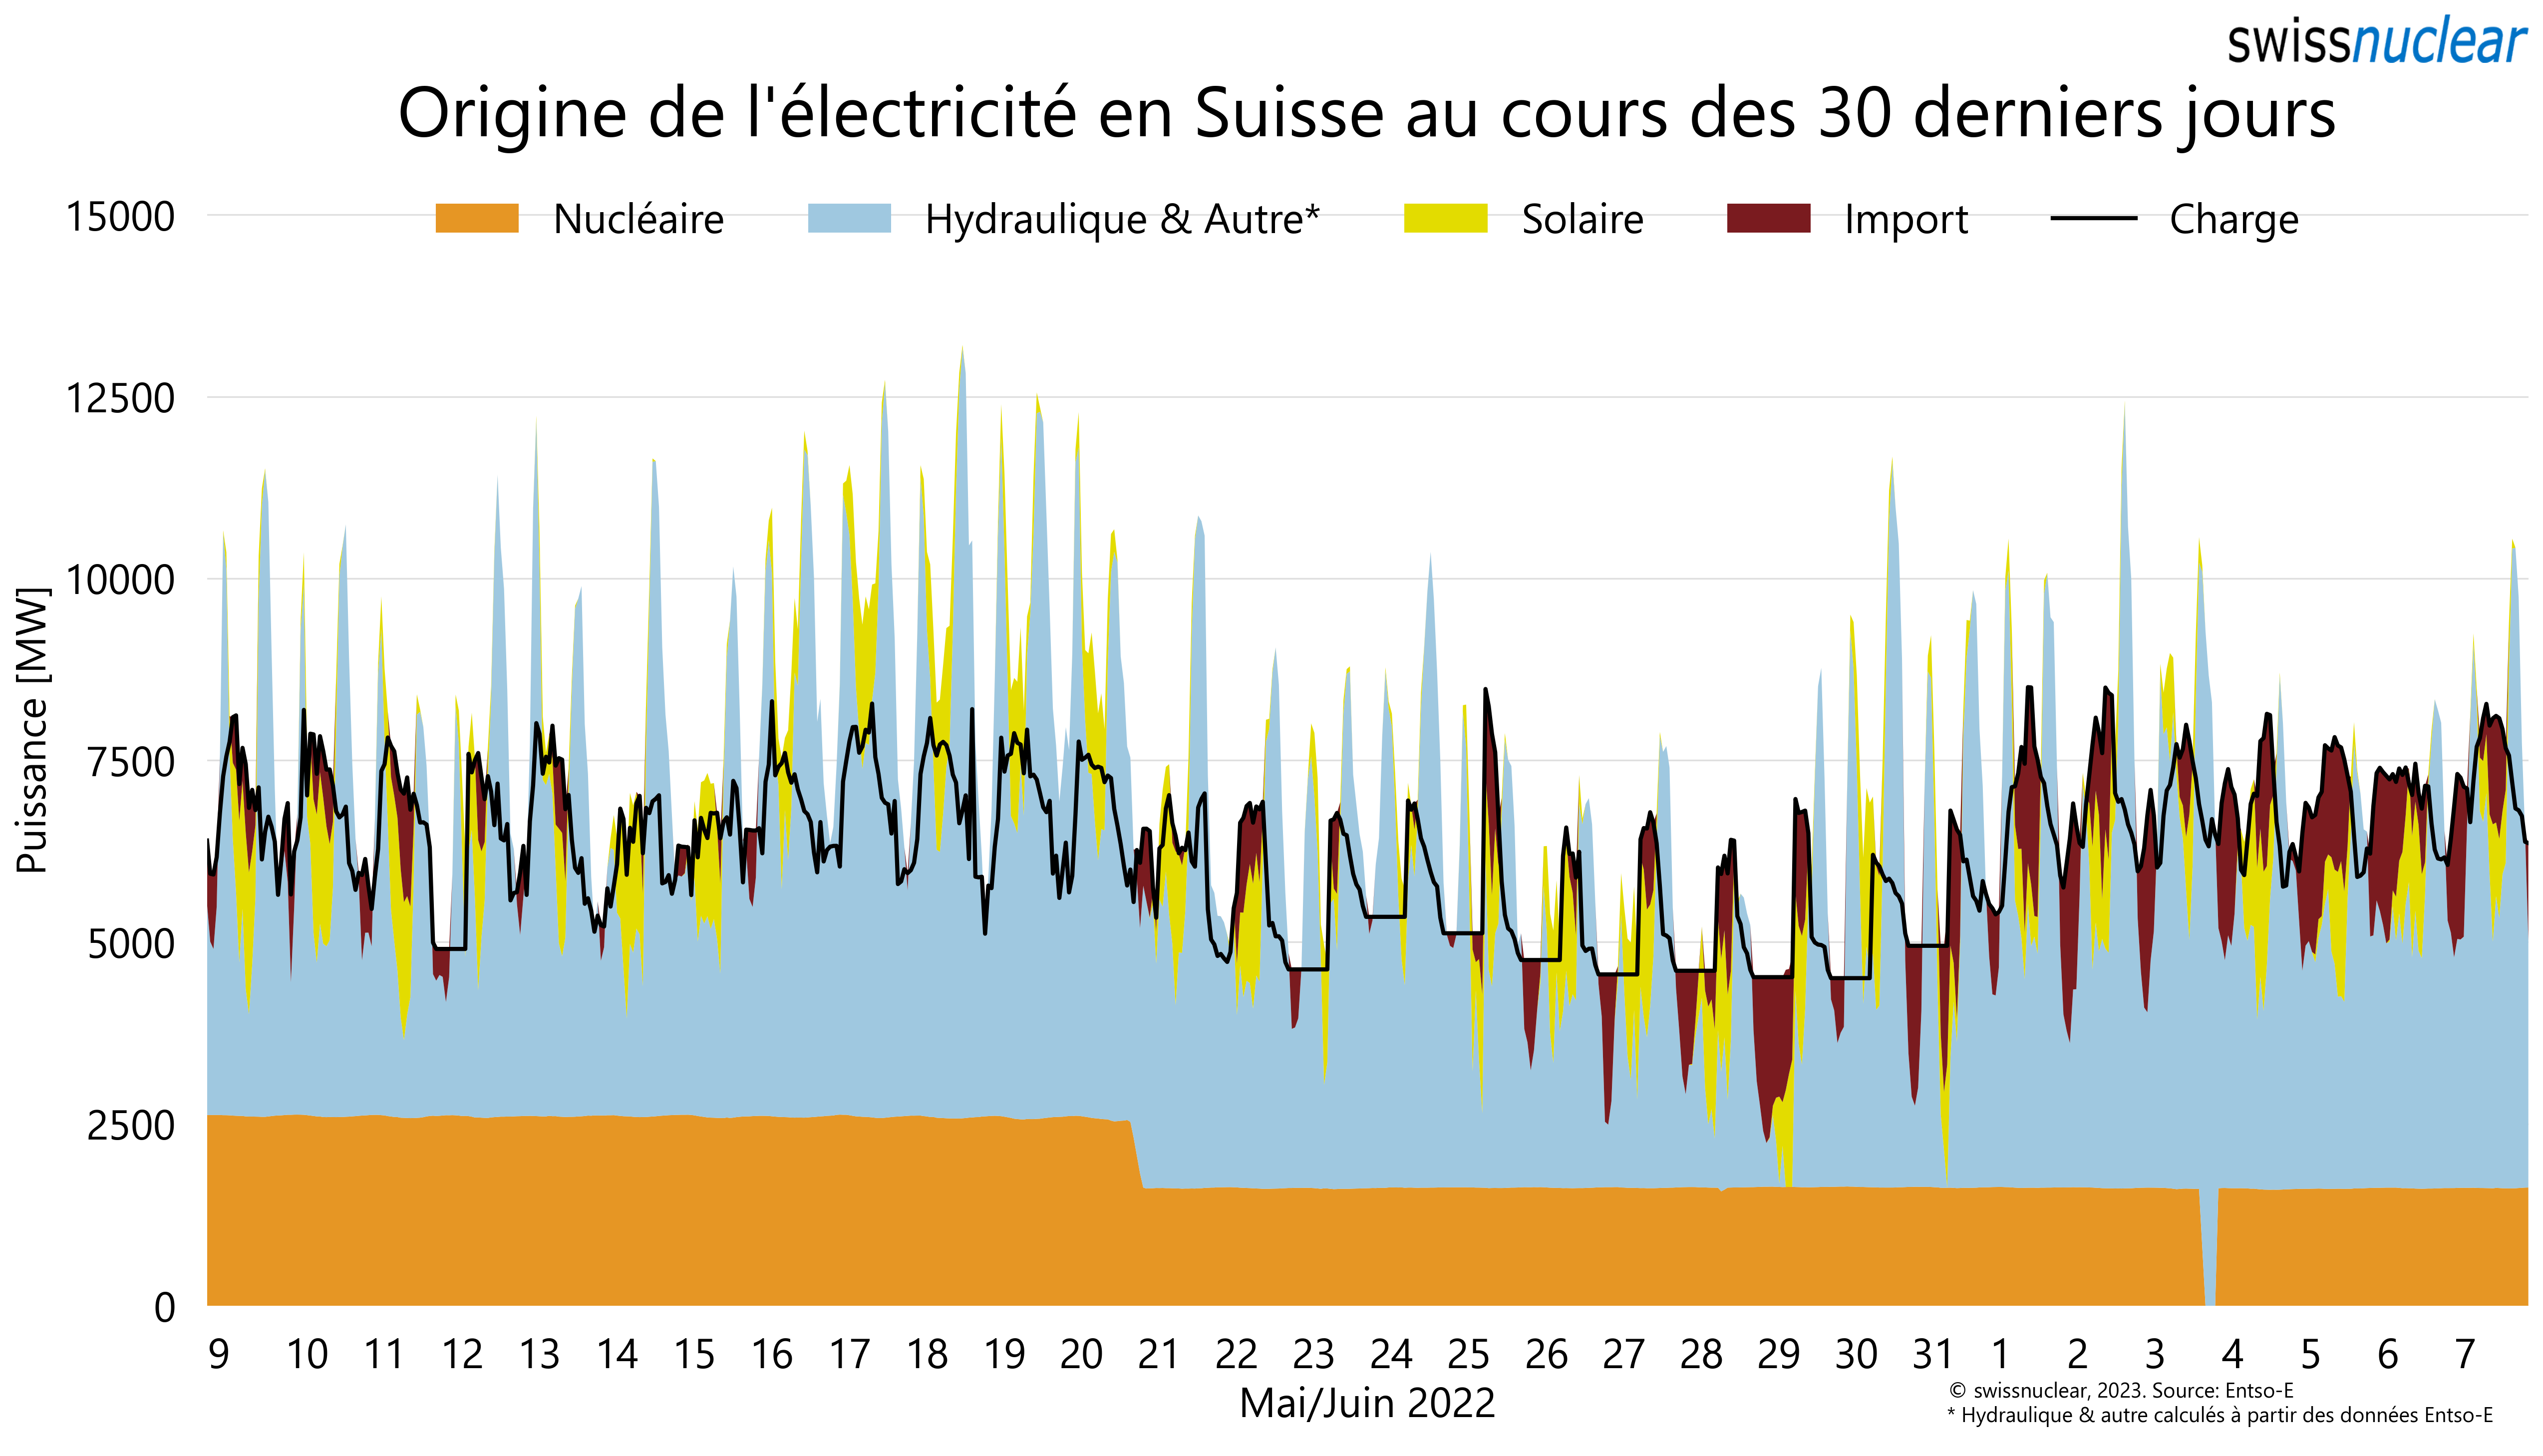 swissnuclear
Origine de l'électricité en Suisse au cours des 30 derniers jours
Nucléaire Hydraulique & Autre* Solaire Import Charge
15000
12500
10000
7500
5000
2500
0
Puissance [MW]
9 10 11 12 13 14 15 16 17 18 19 20 21 22 23 24 25 26 27 28 29 30 31 1 2 3 4 5 6 7
Mai/Juin 2022
© swissnuclear, 2023. Source: Entso-E
* Hydraulique & autre calculés à partir des données Entso-E